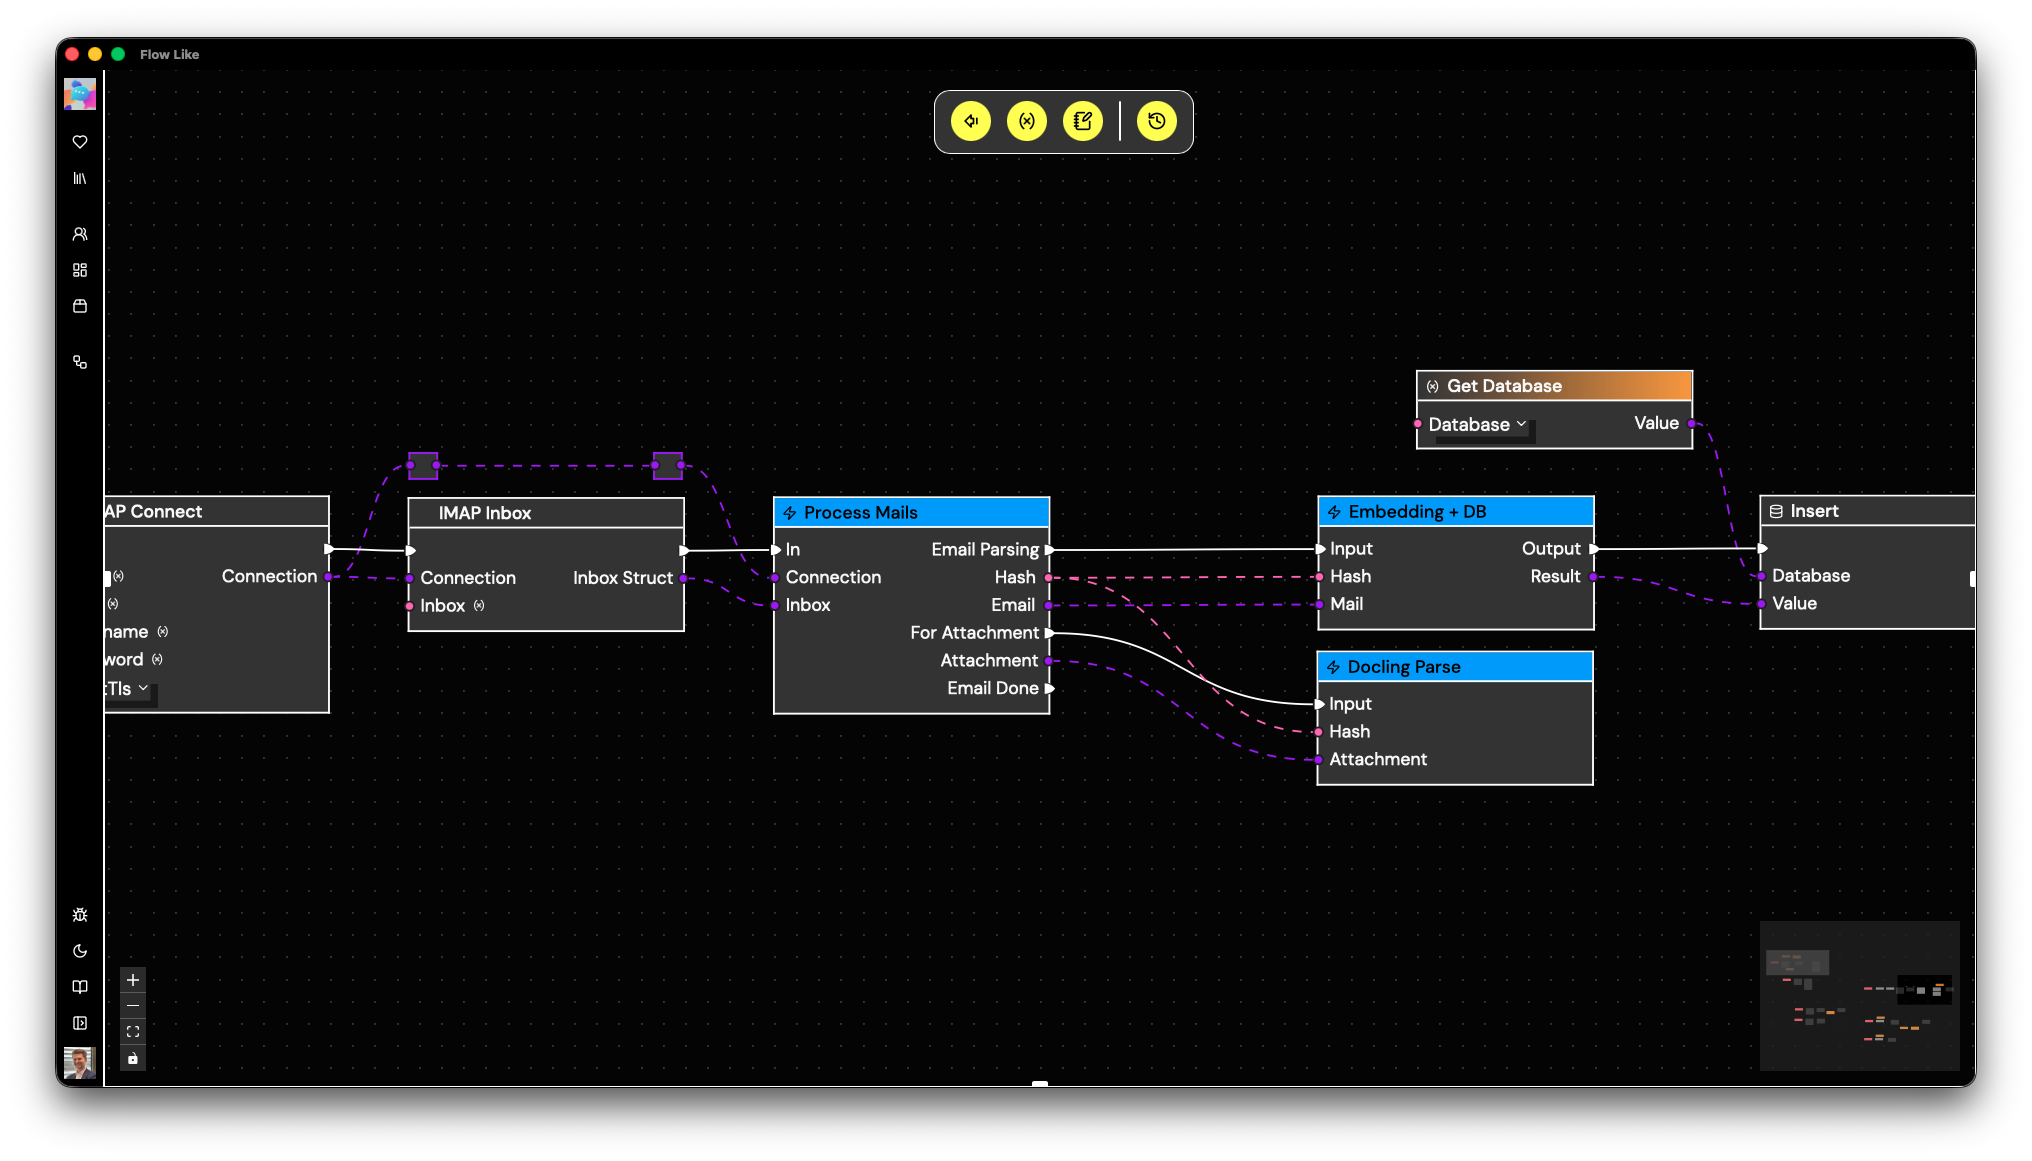 Flow Like
AP Connect
Connection
(x)
(x)
name (x)
word (x)
tTls
IMAP Inbox
Connection
Inbox Struct
Inbox (x)
Process Mails
In
Email Parsing
Connection
Hash
Inbox
Email
For Attachment
Attachment
Email Done
(x) Get Database
Database
Value
Embedding + DB
Input
Output
Hash
Result
Mail
Docling Parse
Input
Hash
Attachment
Insert
Database
Value